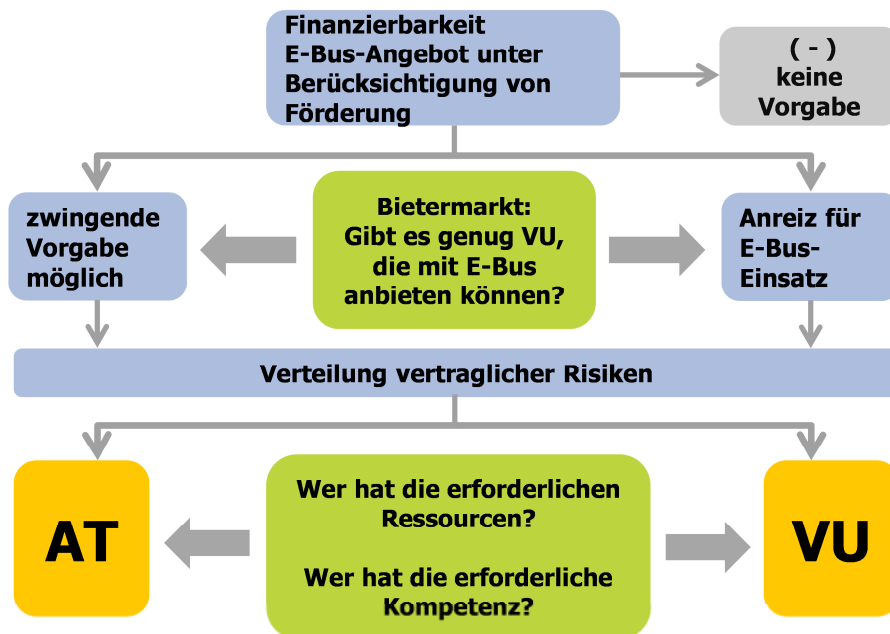 Finanzierbarkeit
E-Bus-Angebot unter
Berücksichtigung von
Förderung
( - )
keine
Vorgabe
zwingende
Vorgabe
möglich
Bietermarkt:
Gibt es genug VU,
die mit E-Bus
anbieten können?
Anreiz für
E-Bus-
Einsatz
Verteilung vertraglicher Risiken
AT
Wer hat die erforderlichen
Ressourcen?
Wer hat die erforderliche
Kompetenz?
VU